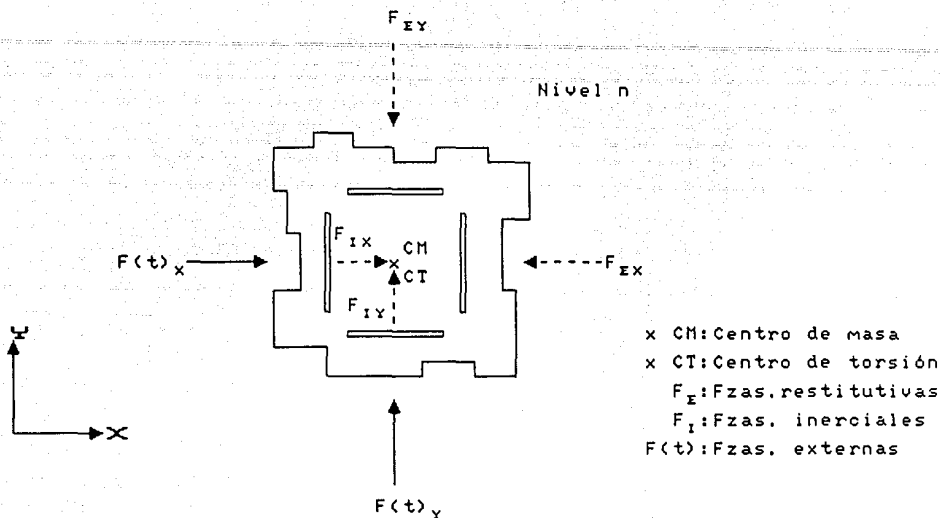 F_EY
Nivel n
F_IX
CM
CT
F(t)_x
F_EX
F_IY
Y
X
x CM:Centro de masa
x CT:Centro de torsión
F_E:Fzas.restitutivas
F_I:Fzas. inerciales
F(t):Fzas. externas
F(t)_Y